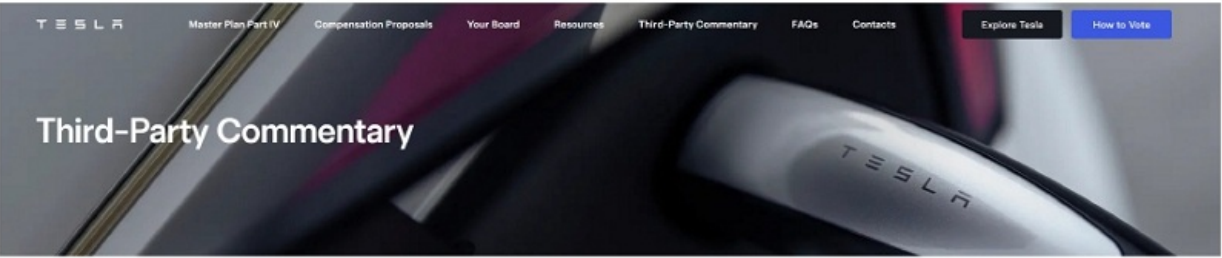 TESLA
Master Plan Part IV
Compensation Proposals
Your Board
Resources
Third-Party Commentary
FAQs
Contacts
Explore Tesla
How to Vote
Third-Party Commentary
TESLA